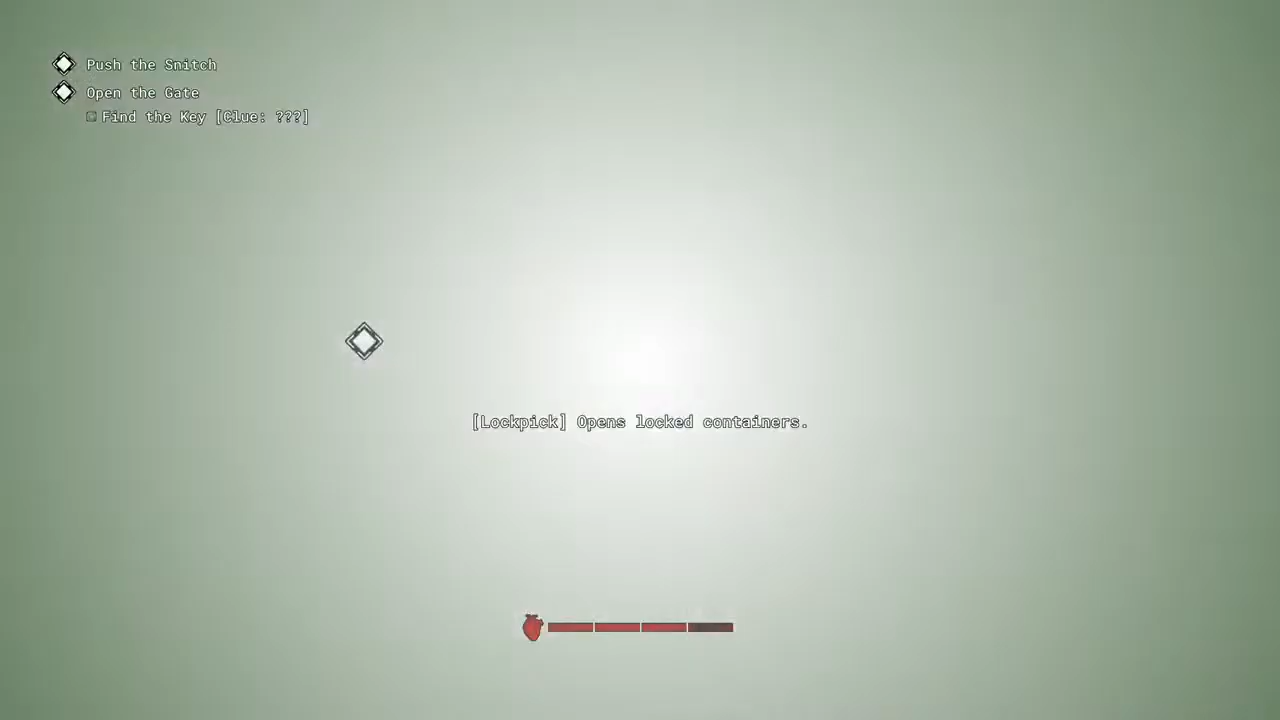 Push the Snitch
Open the Gate
Find the Key [Clue: ???]
[Lockpick] Opens locked containers.